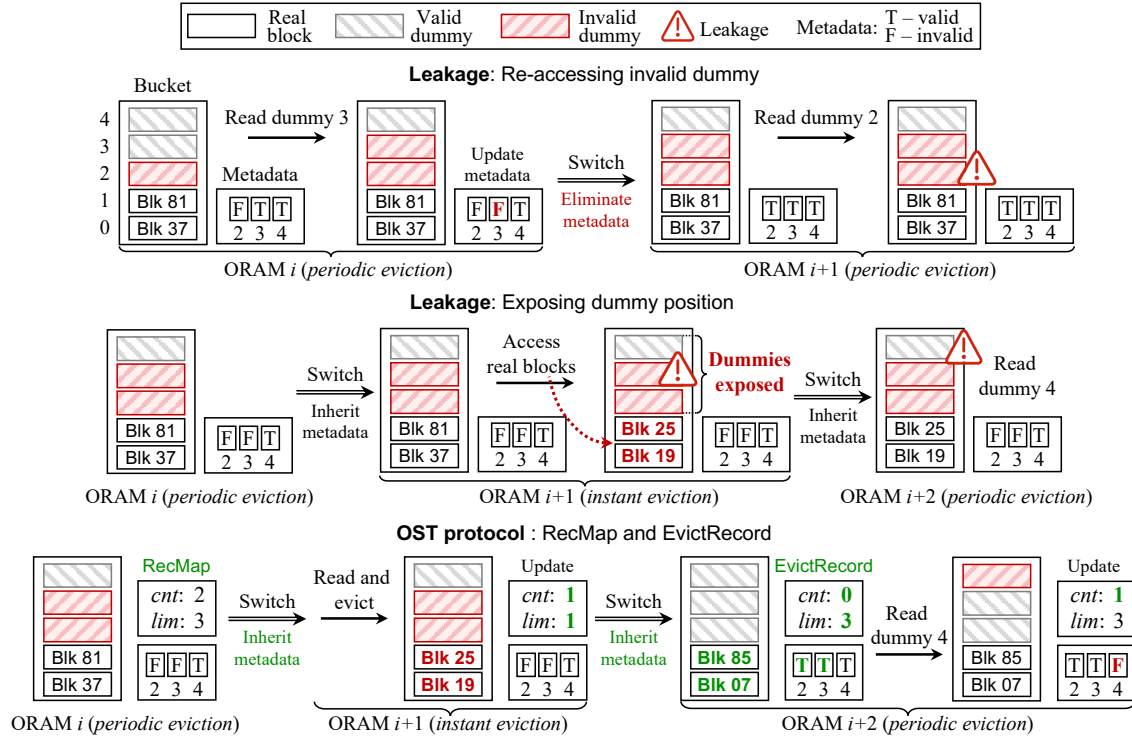 Real block
Valid dummy
Invalid dummy
Leakage
Metadata: T – valid
F – invalid
Leakage: Re-accessing invalid dummy
Bucket
4
3
2
1
0
Blk 81
Blk 37
Read dummy 3
Metadata
F T T
2 3 4
Blk 81
Blk 37
Update metadata
F F T
2 3 4
Switch
Eliminate metadata
Blk 81
Blk 37
Read dummy 2
T T T
2 3 4
Blk 81
Blk 37
T T T
2 3 4
ORAM i (periodic eviction)
ORAM i+1 (periodic eviction)
Leakage: Exposing dummy position
Blk 81
Blk 37
F F T
2 3 4
Switch
Inherit metadata
Blk 81
Blk 37
Access real blocks
F F T
2 3 4
Blk 25
Blk 19
Dummies exposed
F F T
2 3 4
Switch
Inherit metadata
Blk 25
Blk 19
Read dummy 4
F F T
2 3 4
ORAM i (periodic eviction)
ORAM i+1 (instant eviction)
ORAM i+2 (periodic eviction)
OST protocol : RecMap and EvictRecord
Blk 81
Blk 37
RecMap
cnt: 2
lim: 3
F F T
2 3 4
Switch
Inherit metadata
Read and evict
Blk 25
Blk 19
Update
cnt: 1
lim: 1
F F T
2 3 4
Switch
Inherit metadata
Blk 85
Blk 07
EvictRecord
cnt: 0
lim: 3
T T T
2 3 4
Read dummy 4
Blk 85
Blk 07
Update
cnt: 1
lim: 3
T T F
2 3 4
ORAM i (periodic eviction)
ORAM i+1 (instant eviction)
ORAM i+2 (periodic eviction)